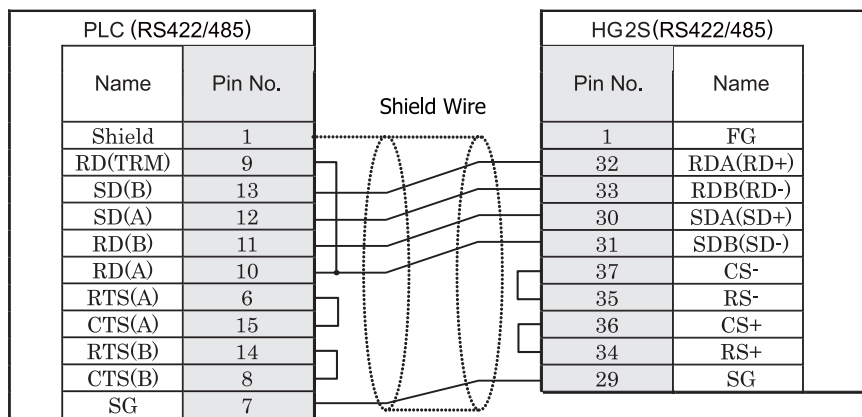 PLC (RS422/485)
Name Pin No.
Shield 1
RD(TRM) 9
SD(B) 13
SD(A) 12
RD(B) 11
RD(A) 10
RTS(A) 6
CTS(A) 15
RTS(B) 14
CTS(B) 8
SG 7
Shield Wire
HG2S(RS422/485)
Pin No. Name
1 FG
32 RDA(RD+)
33 RDB(RD-)
30 SDA(SD+)
31 SDB(SD-)
37 CS-
35 RS-
36 CS+
34 RS+
29 SG